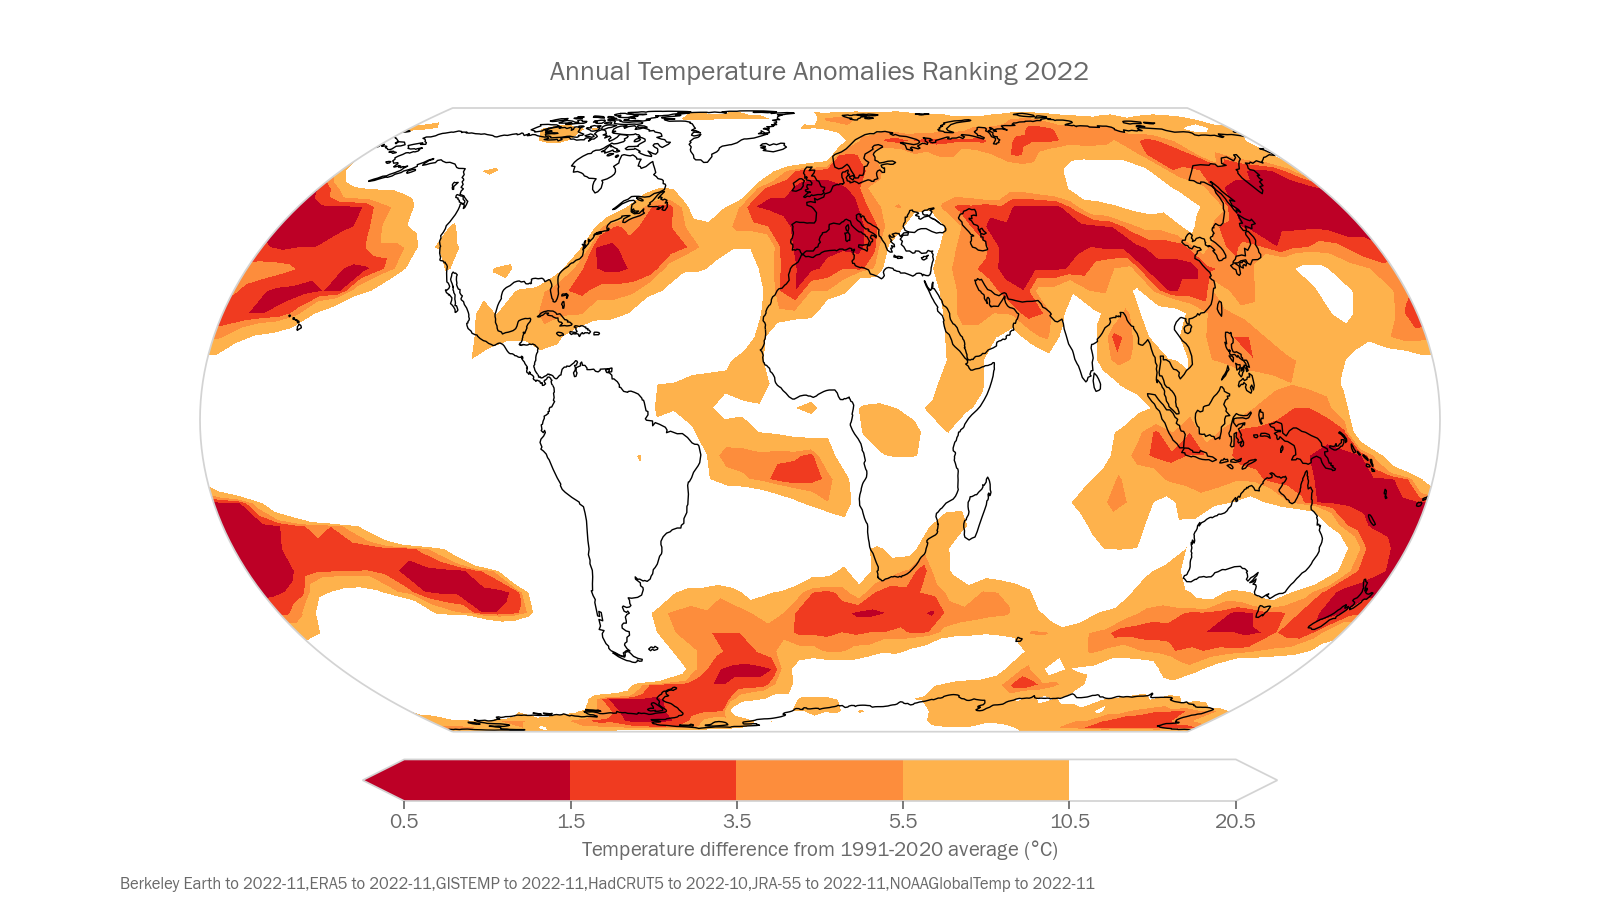 Annual Temperature Anomalies Ranking 2022
0.5 1.5 3.5 5.5 10.5 20.5
Temperature difference from 1991-2020 average (°C)
Berkeley Earth to 2022-11,ERA5 to 2022-11,GISTEMP to 2022-11,HadCRUT5 to 2022-10,JRA-55 to 2022-11,NOAAGlobalTemp to 2022-11